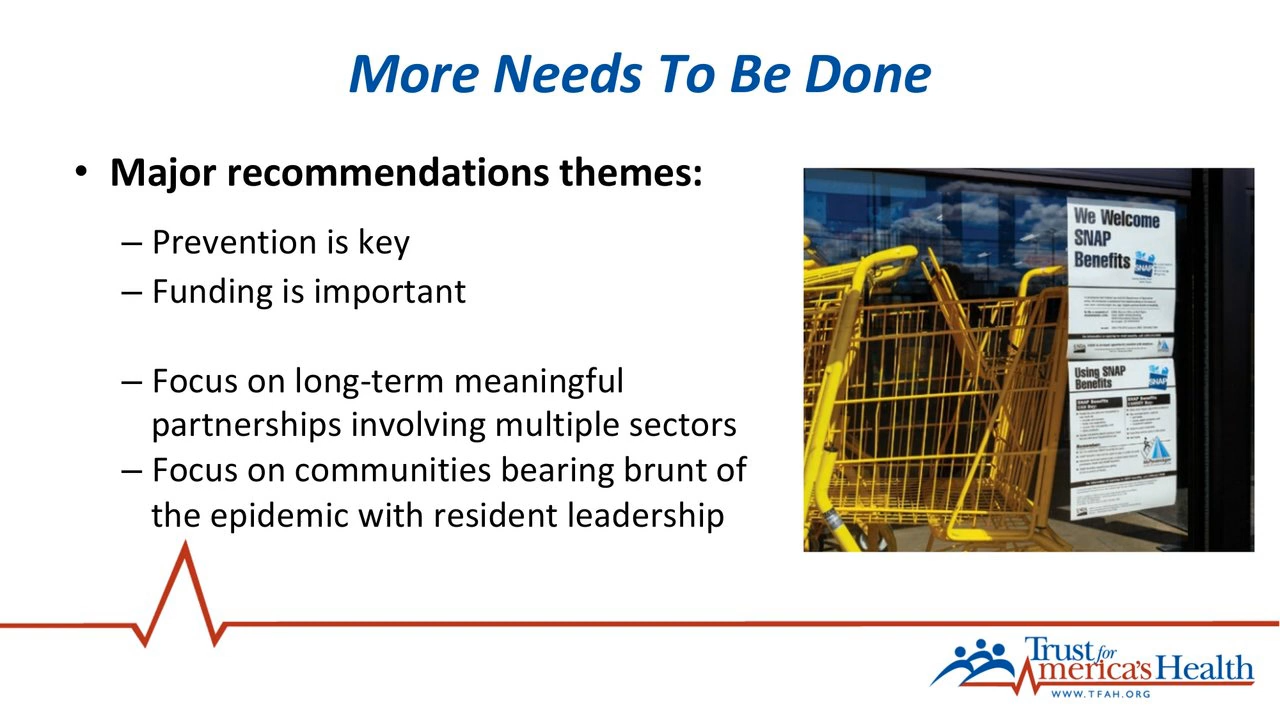 More Needs To Be Done
• Major recommendations themes:
– Prevention is key
– Funding is important
– Focus on long-term meaningful
partnerships involving multiple sectors
– Focus on communities bearing brunt of
the epidemic with resident leadership
We Welcome
SNAP
Benefits
SNAP
Using SNAP
Benefits
SNAP
Trust for
America's Health
WWW.TFAH.ORG